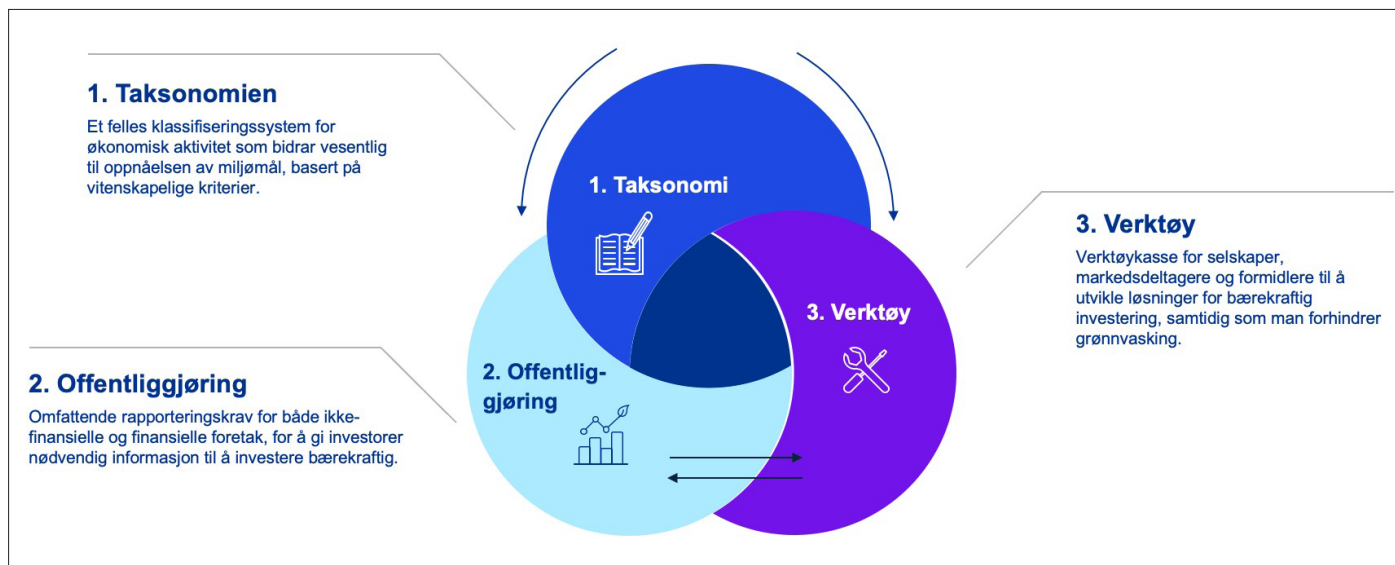 1. Taksonomien
Et felles klassifiseringssystem for
økonomisk aktivitet som bidrar vesentlig
til oppnåelsen av miljømål, basert på
vitenskapelige kriterier.
1. Taksonomi
3. Verktøy
Verktøykasse for selskaper,
markedsdeltagere og formidlere til å
utvikle løsninger for bærekraftig
investering, samtidig som man forhindrer
grønnvasking.
3. Verktøy
2. Offentliggjøring
Omfattende rapporteringskrav for både ikke-
finansielle og finansielle foretak, for å gi investorer
nødvendig informasjon til å investere bærekraftig.
2. Offentlig-
gjøring